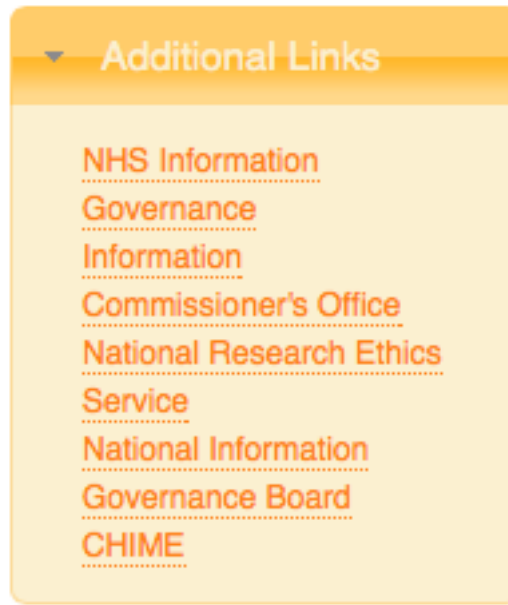 Additional Links
NHS Information
Governance
Information
Commissioner's Office
National Research Ethics
Service
National Information
Governance Board
CHIME